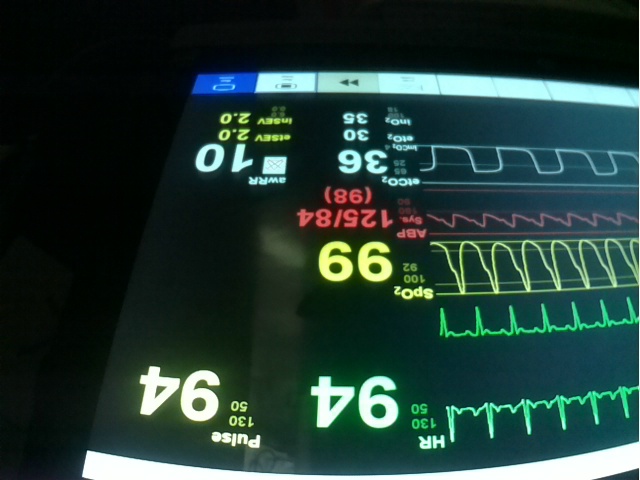 HR
130
50
94
Pulse
130
50
94
SpO₂
100
92
99
ABP
Sys.
125/84
(98)
etCO₂
36
awRR
10
etO₂ 30
etSEV 2.0
InO₂ 35
InSEV 2.0